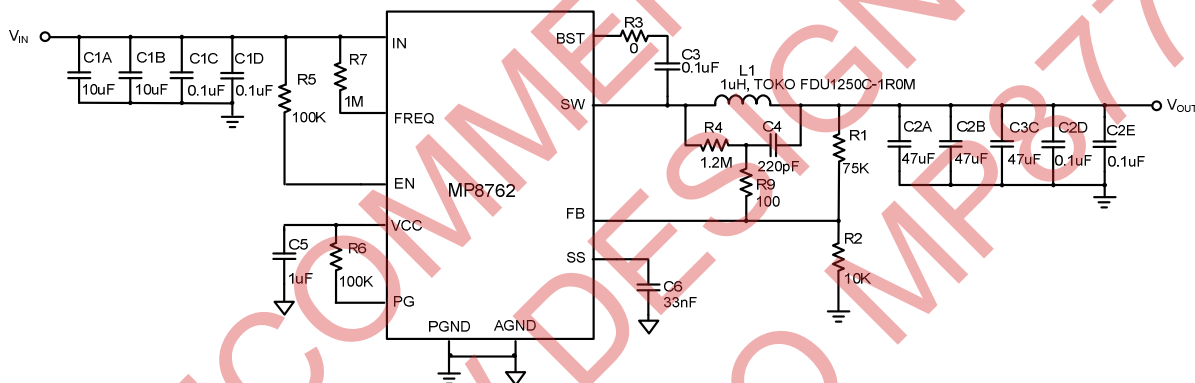 VIN
C1A
10uF
C1B
10uF
C1C
0.1uF
C1D
0.1uF
R5
100K
R7
1M
IN
FREQ
EN
MP8762
VCC
PG
PGND
AGND
C5
1uF
R6
100K
BST
SW
FB
SS
R3
0
C3
0.1uF
L1
1uH, TOKO FDU1250C-1R0M
R4
1.2M
C4
220pF
R9
100
R1
75K
R2
10K
C6
33nF
C2A
47uF
C2B
47uF
C3C
47uF
C2D
0.1uF
C2E
0.1uF
VOUT
COMME
DESIGN
O MP877